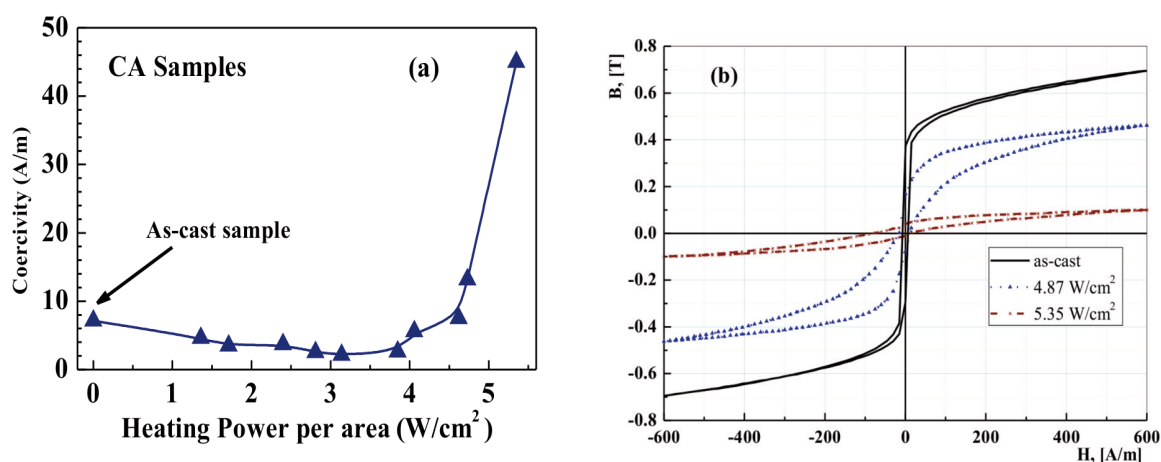 50
40
30
20
10
0
Coercivity (A/m)
CA Samples
(a)
As-cast sample
0 1 2 3 4 5
Heating Power per area (W/cm²)
0.8
0.6
0.4
0.2
0.0
-0.2
-0.4
-0.6
-0.8
B, [T]
(b)
as-cast
4.87 W/cm²
5.35 W/cm²
-600 -400 -200 0 200 400 600
H, [A/m]